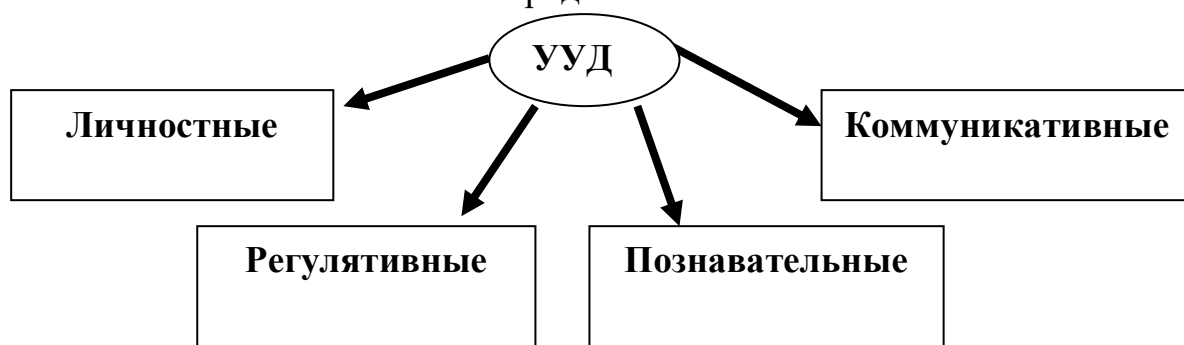 УУД
Личностные
Коммуникативные
Регулятивные
Познавательные